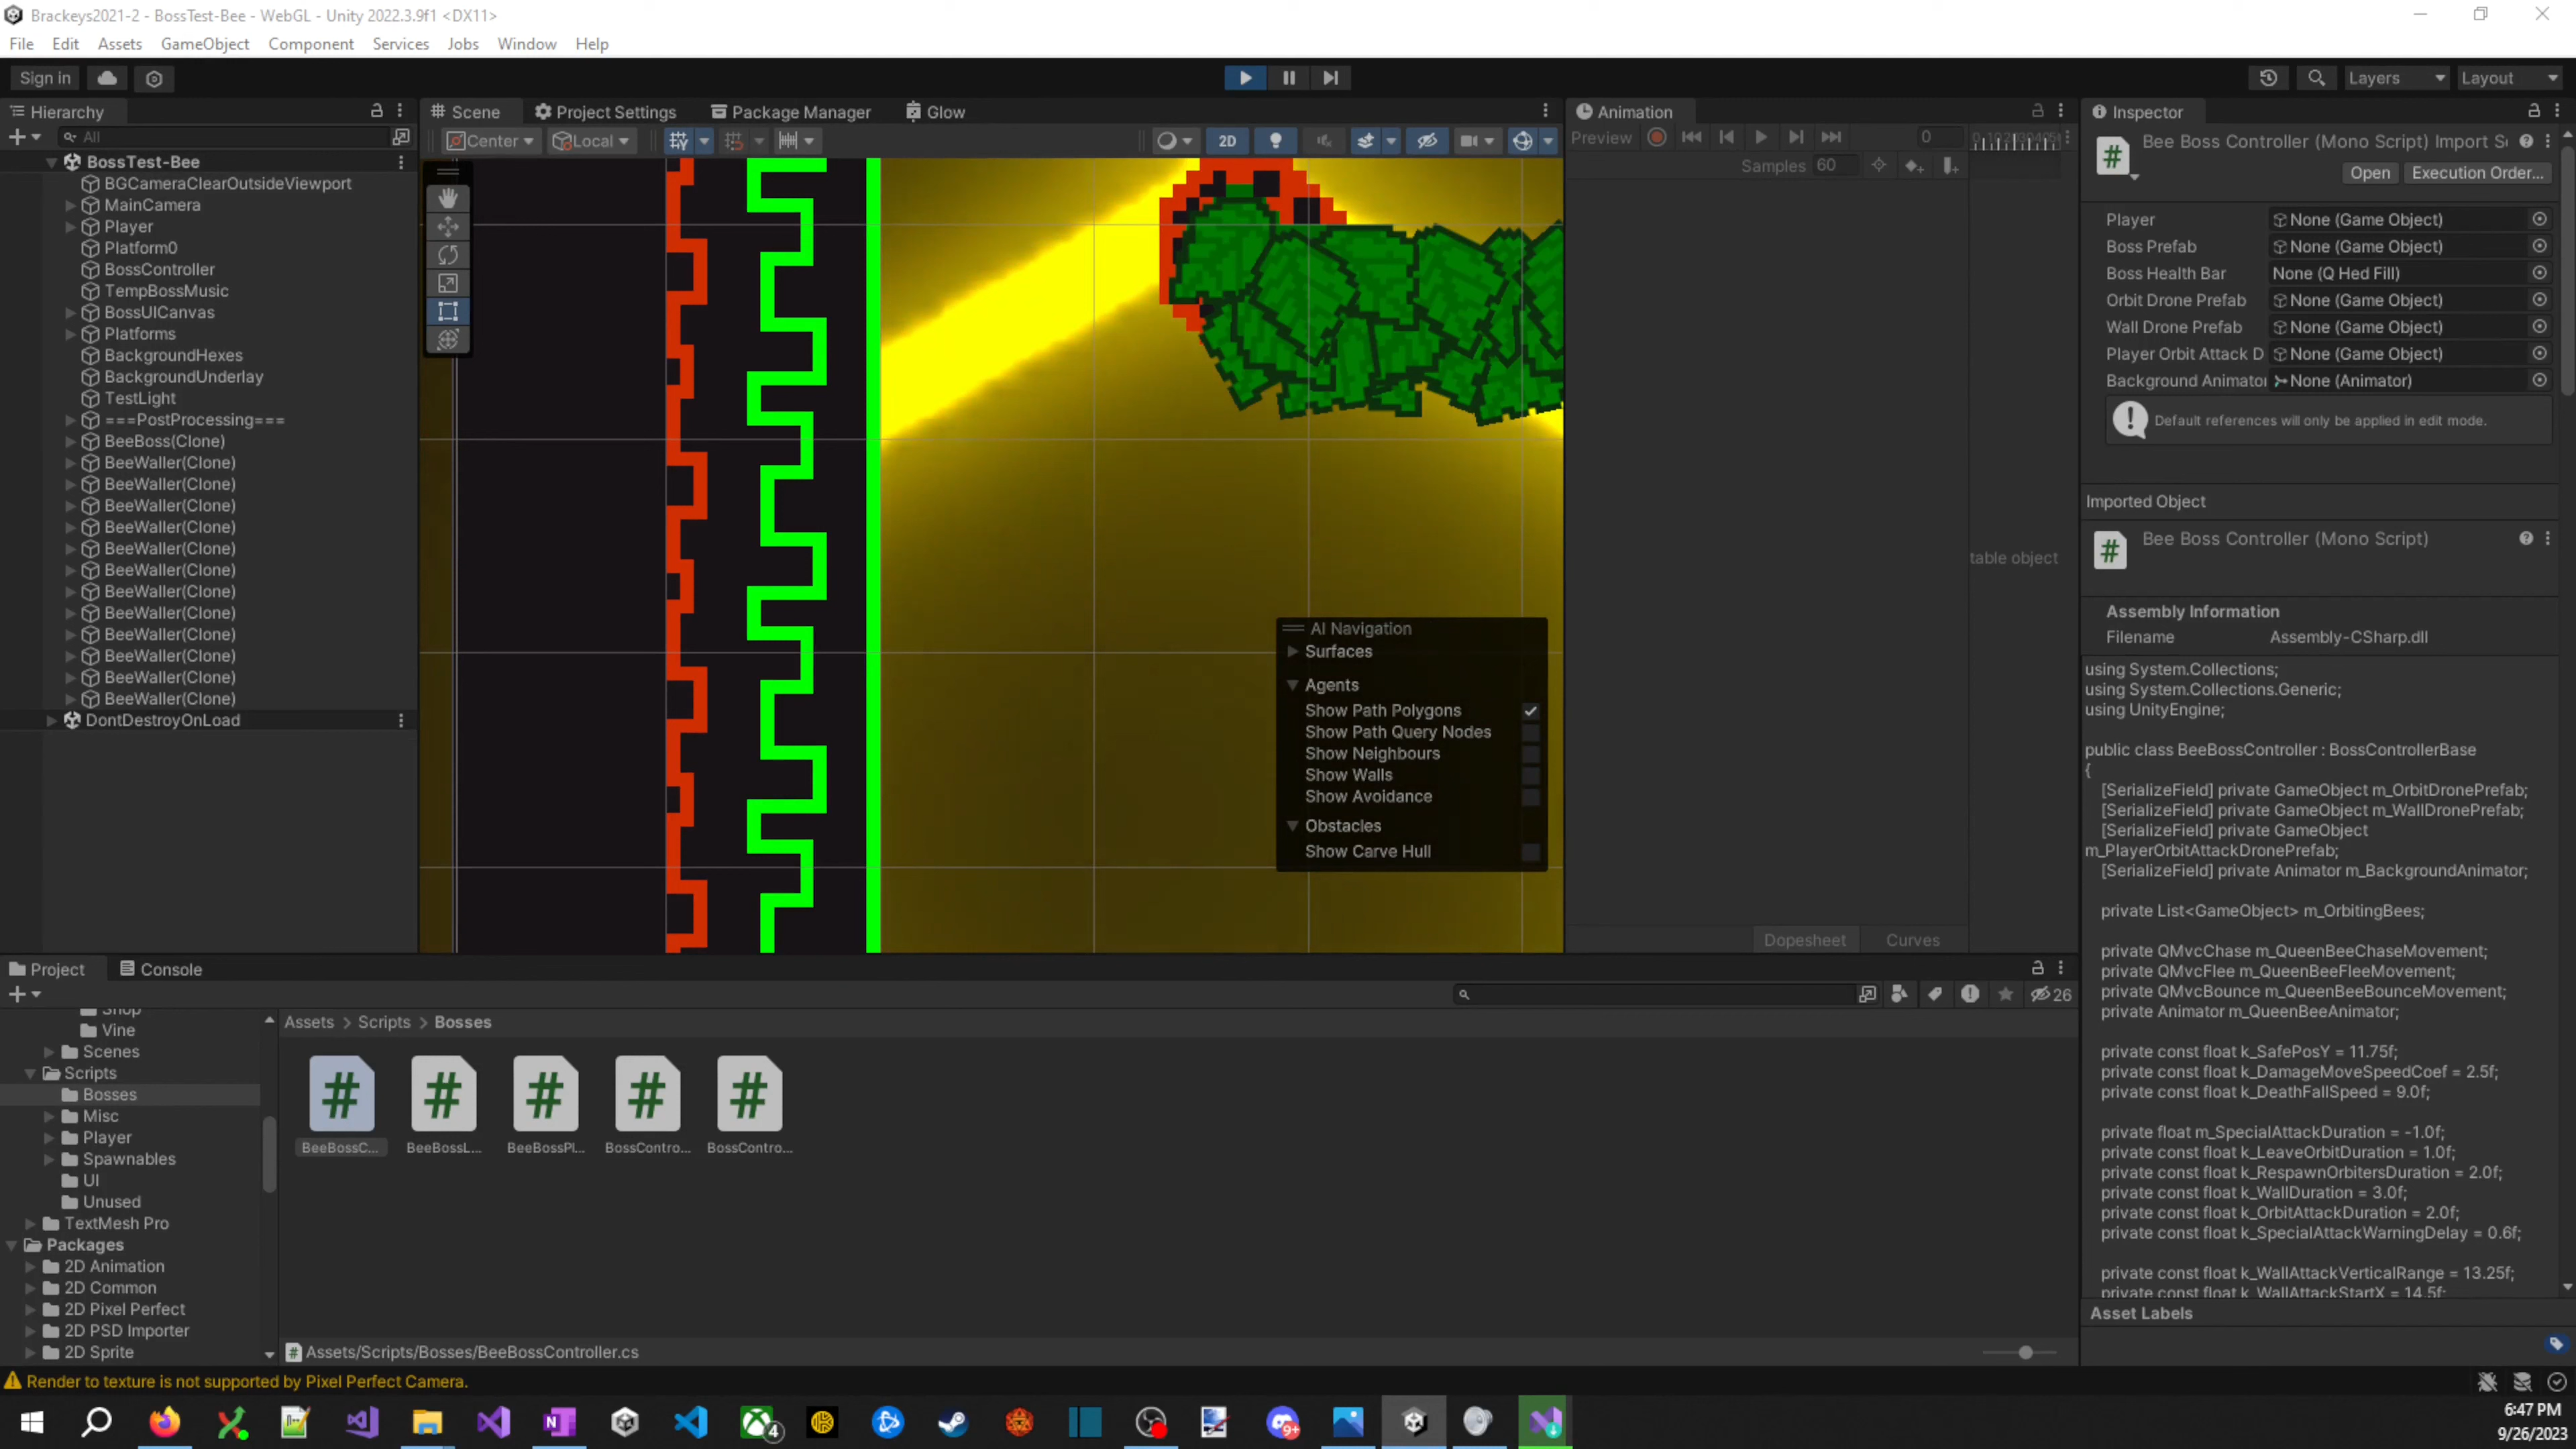 Brackeys2021-2 - BossTest-Bee - WebGL - Unity 2022.3.9f1 <DX11>
File Edit Assets GameObject Component Services Jobs Window Help
Sign in
Layers
Layout
Hierarchy
All
BossTest-Bee
BGCameraClearOutsideViewport
MainCamera
Player
Platform0
BossController
TempBossMusic
BossUICanvas
Platforms
BackgroundHexes
BackgroundUnderlay
TestLight
===PostProcessing===
BeeBoss(Clone)
BeeWaller(Clone)
BeeWaller(Clone)
BeeWaller(Clone)
BeeWaller(Clone)
BeeWaller(Clone)
BeeWaller(Clone)
BeeWaller(Clone)
BeeWaller(Clone)
BeeWaller(Clone)
BeeWaller(Clone)
BeeWaller(Clone)
BeeWaller(Clone)
DontDestroyOnLoad
Scene Project Settings Package Manager Glow
Center Local 2D
AI Navigation
Surfaces
Agents
Show Path Polygons
Show Path Query Nodes
Show Neighbours
Show Walls
Show Avoidance
Obstacles
Show Carve Hull
Animation
Preview 0
Samples 60
table object
Dopesheet Curves
Inspector
Bee Boss Controller (Mono Script) Import
Open Execution Order...
Player None (Game Object)
Boss Prefab None (Game Object)
Boss Health Bar None (Q Hed Fill)
Orbit Drone Prefab None (Game Object)
Wall Drone Prefab None (Game Object)
Player Orbit Attack D None (Game Object)
Background Animator None (Animator)
Default references will only be applied in edit mode.
Imported Object
Bee Boss Controller (Mono Script)
Assembly Information
Filename Assembly-CSharp.dll
using System.Collections;
using System.Collections.Generic;
using UnityEngine;
public class BeeBossController : BossControllerBase
{
[SerializeField] private GameObject m_OrbitDronePrefab;
[SerializeField] private GameObject m_WallDronePrefab;
[SerializeField] private GameObject
m_PlayerOrbitAttackDronePrefab;
[SerializeField] private Animator m_BackgroundAnimator;
private List<GameObject> m_OrbitingBees;
private QMvcChase m_QueenBeeChaseMovement;
private QMvcFlee m_QueenBeeFleeMovement;
private QMvcBounce m_QueenBeeBounceMovement;
private Animator m_QueenBeeAnimator;
private const float k_SafePosY = 11.75f;
private const float k_DamageMoveSpeedCoef = 2.5f;
private const float k_DeathFallSpeed = 9.0f;
private float m_SpecialAttackDuration = -1.0f;
private const float k_LeaveOrbitDuration = 1.0f;
private const float k_RespawnOrbitersDuration = 2.0f;
private const float k_WallDuration = 3.0f;
private const float k_OrbitAttackDuration = 2.0f;
private const float k_SpecialAttackWarningDelay = 0.6f;
private const float k_WallAttackVerticalRange = 13.25f;
private const float k_WallAttackStartX = 14.5f;
Asset Labels
Project Console
26
Shop
Vine
Scenes
Scripts
Bosses
Misc
Player
Spawnables
UI
Unused
TextMesh Pro
Packages
2D Animation
2D Common
2D Pixel Perfect
2D PSD Importer
2D Sprite
Assets > Scripts > Bosses
BeeBossC... BeeBossL... BeeBossPl... BossContro... BossContro...
Assets/Scripts/Bosses/BeeBossController.cs
Render to texture is not supported by Pixel Perfect Camera.
4
9+
6:47 PM
9/26/2023